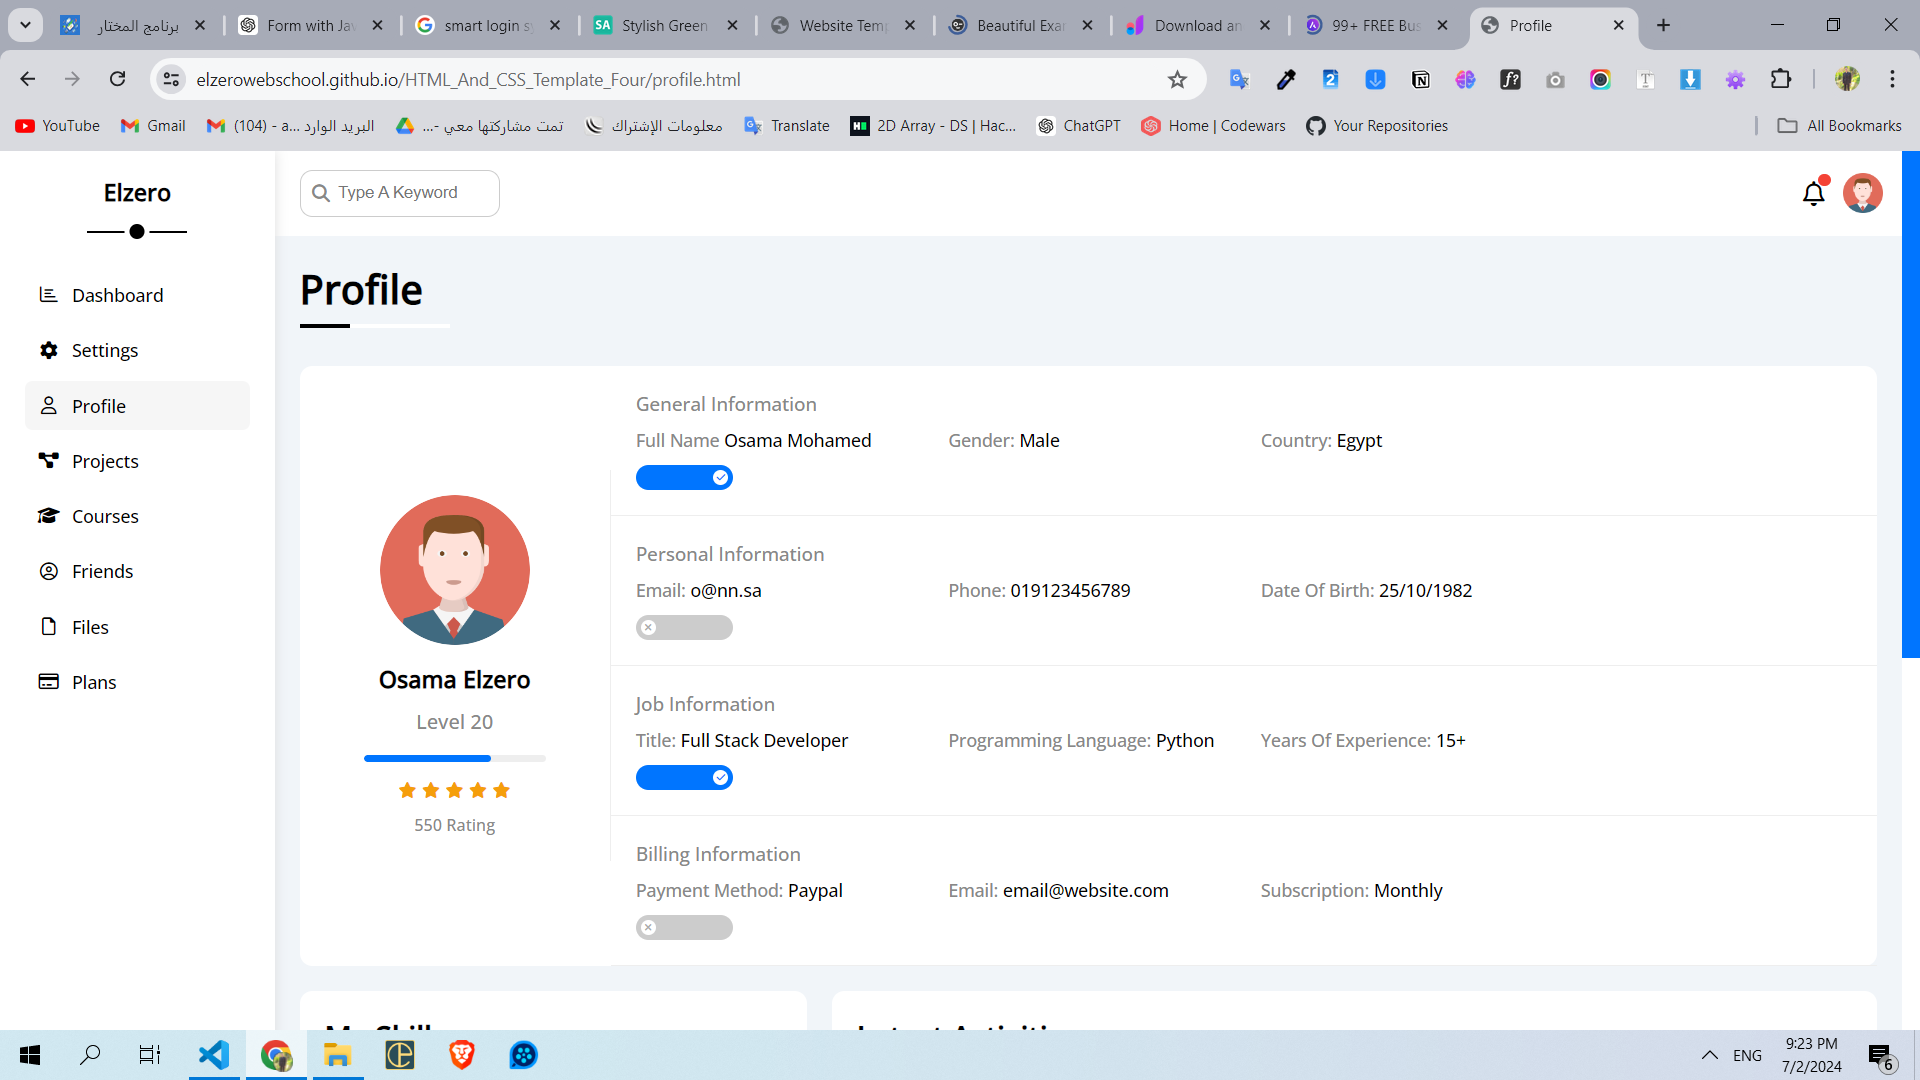 برنامج المختار
Form with Jav
smart login sy
SA Stylish Green
Website Temp
Beautiful Exam
Download an
99+ FREE Bus
Profile
elzerowebschool.github.io/HTML_And_CSS_Template_Four/profile.html
YouTube
Gmail
البريد الوارد (104) - a...
تمت مشاركتها معي -...
معلومات الإشتراك
Translate
2D Array - DS | Hac...
ChatGPT
Home | Codewars
Your Repositories
All Bookmarks
Elzero
Type A Keyword
Dashboard
Settings
Profile
Projects
Courses
Friends
Files
Plans
Profile
Osama Elzero
Level 20
550 Rating
General Information
Full Name Osama Mohamed
Gender: Male
Country: Egypt
Personal Information
Email: o@nn.sa
Phone: 019123456789
Date Of Birth: 25/10/1982
Job Information
Title: Full Stack Developer
Programming Language: Python
Years Of Experience: 15+
Billing Information
Payment Method: Paypal
Email: email@website.com
Subscription: Monthly
ENG
9:23 PM
7/2/2024
6